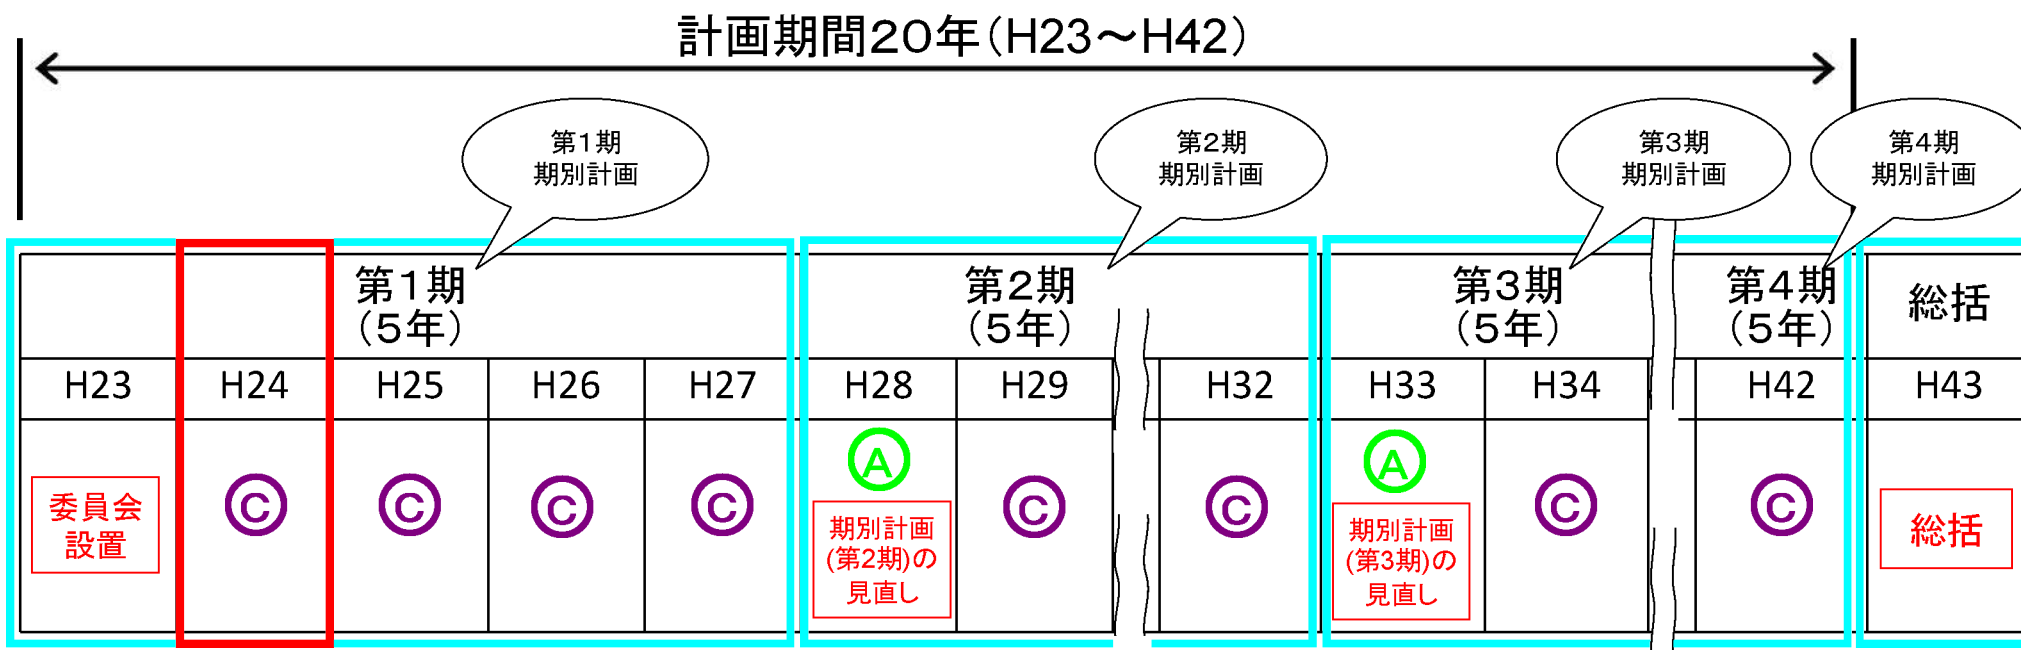 計画期間20年(H23～H42)
第1期
期別計画
第2期
期別計画
第3期
期別計画
第4期
期別計画
第1期
(5年)
第2期
(5年)
第3期
(5年)
第4期
(5年)
総括
H23 H24 H25 H26 H27 H28 H29 H32 H33 H34 H42 H43
委員会
設置
C C C C
A
期別計画
(第2期)の
見直し
C C
A
期別計画
(第3期)の
見直し
C C
総括